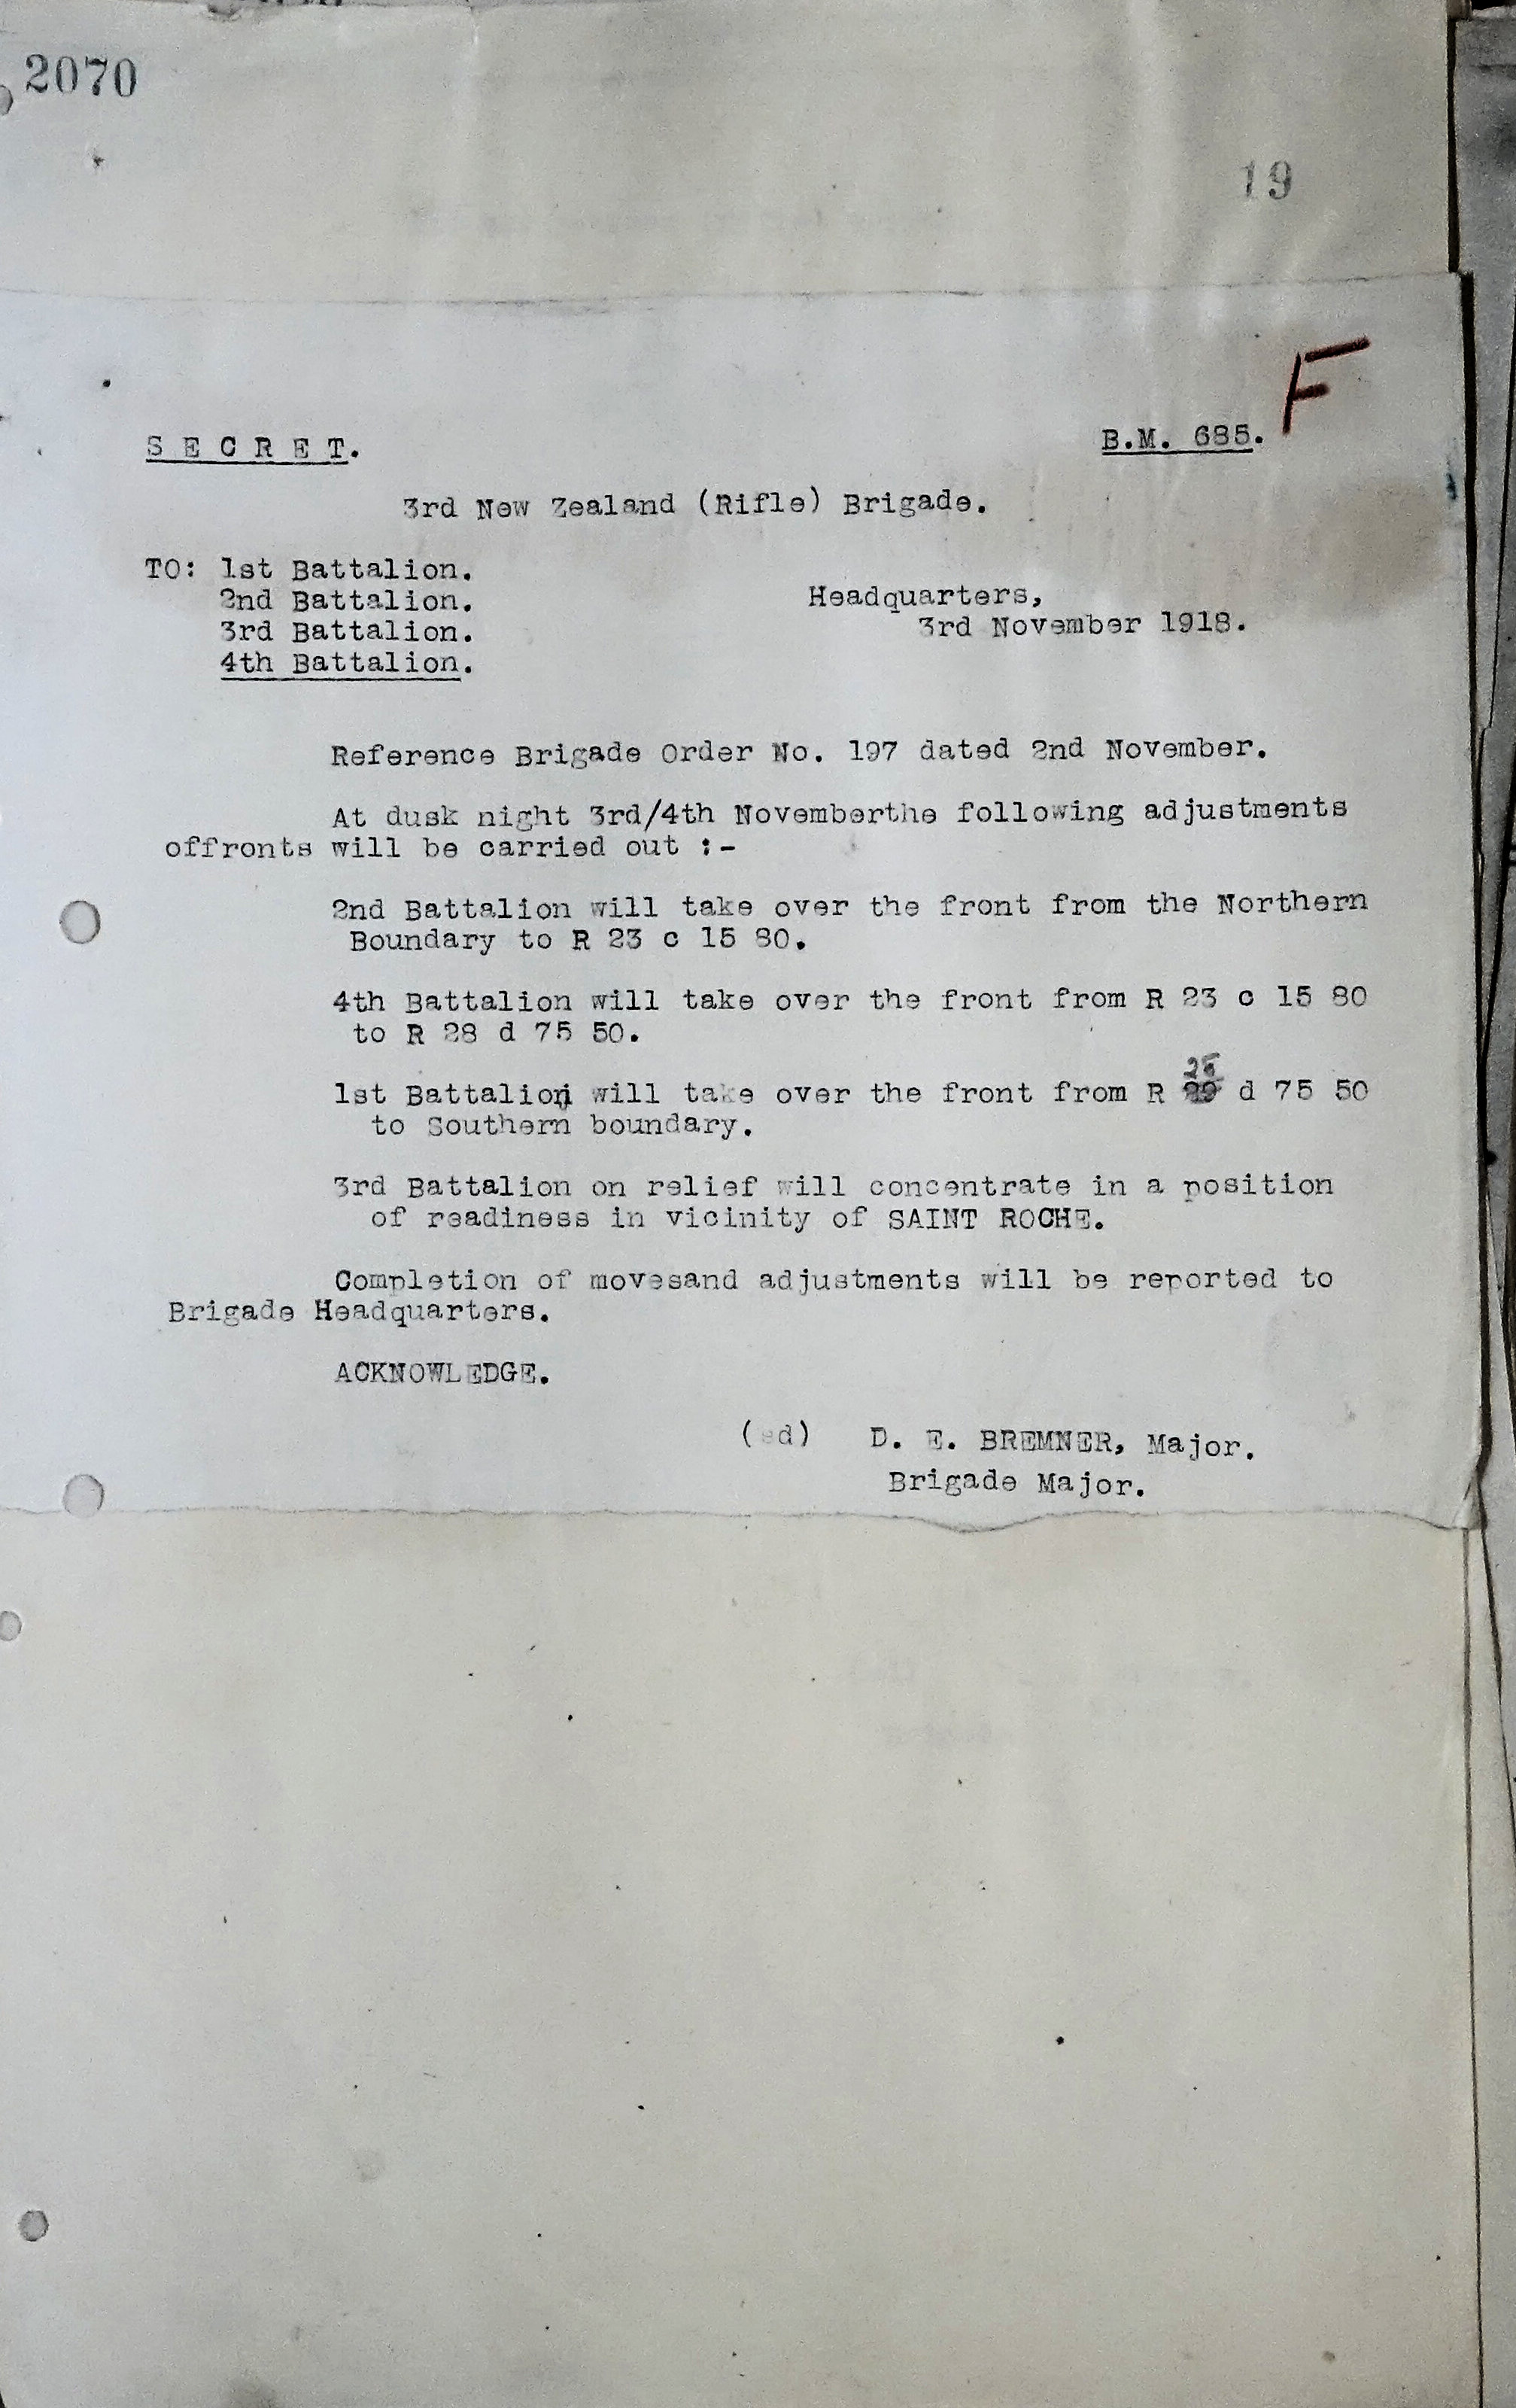 2070
19
F
S E C R E T.
B.M. 685.
3rd New Zealand (Rifle) Brigade.
TO: 1st Battalion.
2nd Battalion.
3rd Battalion.
4th Battalion.
Headquarters,
3rd November 1918.
Reference Brigade Order No. 197 dated 2nd November.
At dusk night 3rd/4th Novemberthe following adjustments
offronts will be carried out :-
2nd Battalion will take over the front from the Northern
Boundary to R 23 c 15 80.
4th Battalion will take over the front from R 23 c 15 80
to R 28 d 75 50.
1st Battalion will take over the front from R d 75 50
to Southern boundary.
3rd Battalion on relief will concentrate in a position
of readiness in vicinity of SAINT ROCHE.
Completion of movesand adjustments will be reported to
Brigade Headquarters.
ACKNOWLEDGE.
(sd) D. E. BREMNER, Major.
Brigade Major.